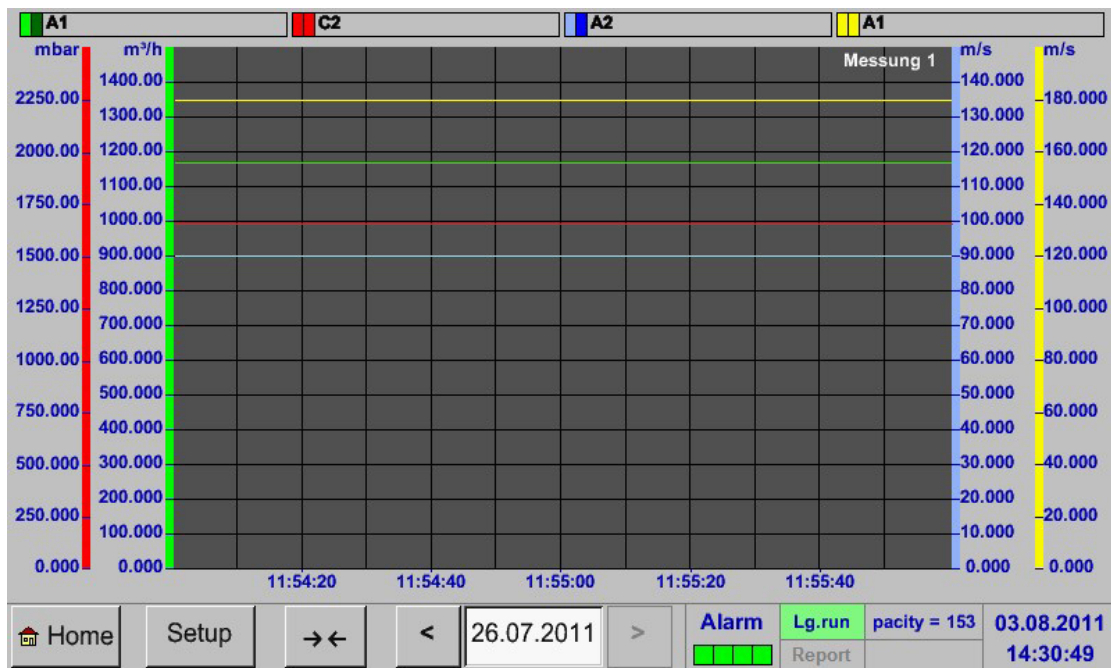 A1 C2 A2 A1
mbar m³/h m/s m/s
Messung 1
1400.00 140.000
2250.00 180.000
1300.00 130.000
2000.00 1200.00 120.000 160.000
1100.00 110.000
1750.00 140.000
1000.00 100.000
1500.00 900.000 90.000 120.000
800.000 80.000
1250.00 100.000
700.000 70.000
1000.00 600.000 60.000 80.000
500.000 50.000
750.000 60.000
400.000 40.000
500.000 300.000 30.000 40.000
200.000 20.000
250.000 20.000
100.000 10.000
0.000 0.000 0.000 0.000
11:54:20 11:54:40 11:55:00 11:55:20 11:55:40
Home Setup →← < 26.07.2011 > Alarm Lg.run pacity = 153 03.08.2011
Report 14:30:49